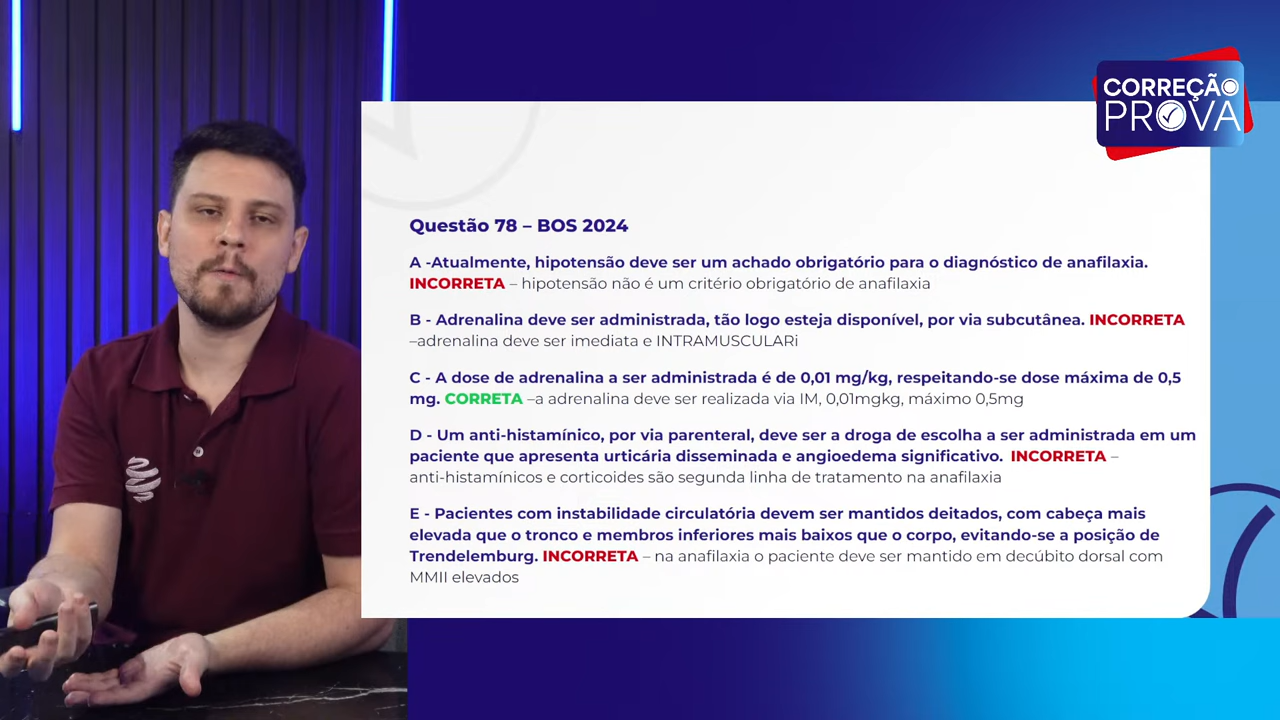 CORREÇÃO
PROVA
Questão 78 – BOS 2024
A -Atualmente, hipotensão deve ser um achado obrigatório para o diagnóstico de anafilaxia.
INCORRETA – hipotensão não é um critério obrigatório de anafilaxia
B - Adrenalina deve ser administrada, tão logo esteja disponível, por via subcutânea. INCORRETA
–adrenalina deve ser imediata e INTRAMUSCULARi
C - A dose de adrenalina a ser administrada é de 0,01 mg/kg, respeitando-se dose máxima de 0,5
mg. CORRETA –a adrenalina deve ser realizada via IM, 0,01mgkg, máximo 0,5mg
D - Um anti-histamínico, por via parenteral, deve ser a droga de escolha a ser administrada em um
paciente que apresenta urticária disseminada e angioedema significativo. INCORRETA –
anti-histamínicos e corticoides são segunda linha de tratamento na anafilaxia
E - Pacientes com instabilidade circulatória devem ser mantidos deitados, com cabeça mais
elevada que o tronco e membros inferiores mais baixos que o corpo, evitando-se a posição de
Trendelemburg. INCORRETA – na anafilaxia o paciente deve ser mantido em decúbito dorsal com
MMII elevados